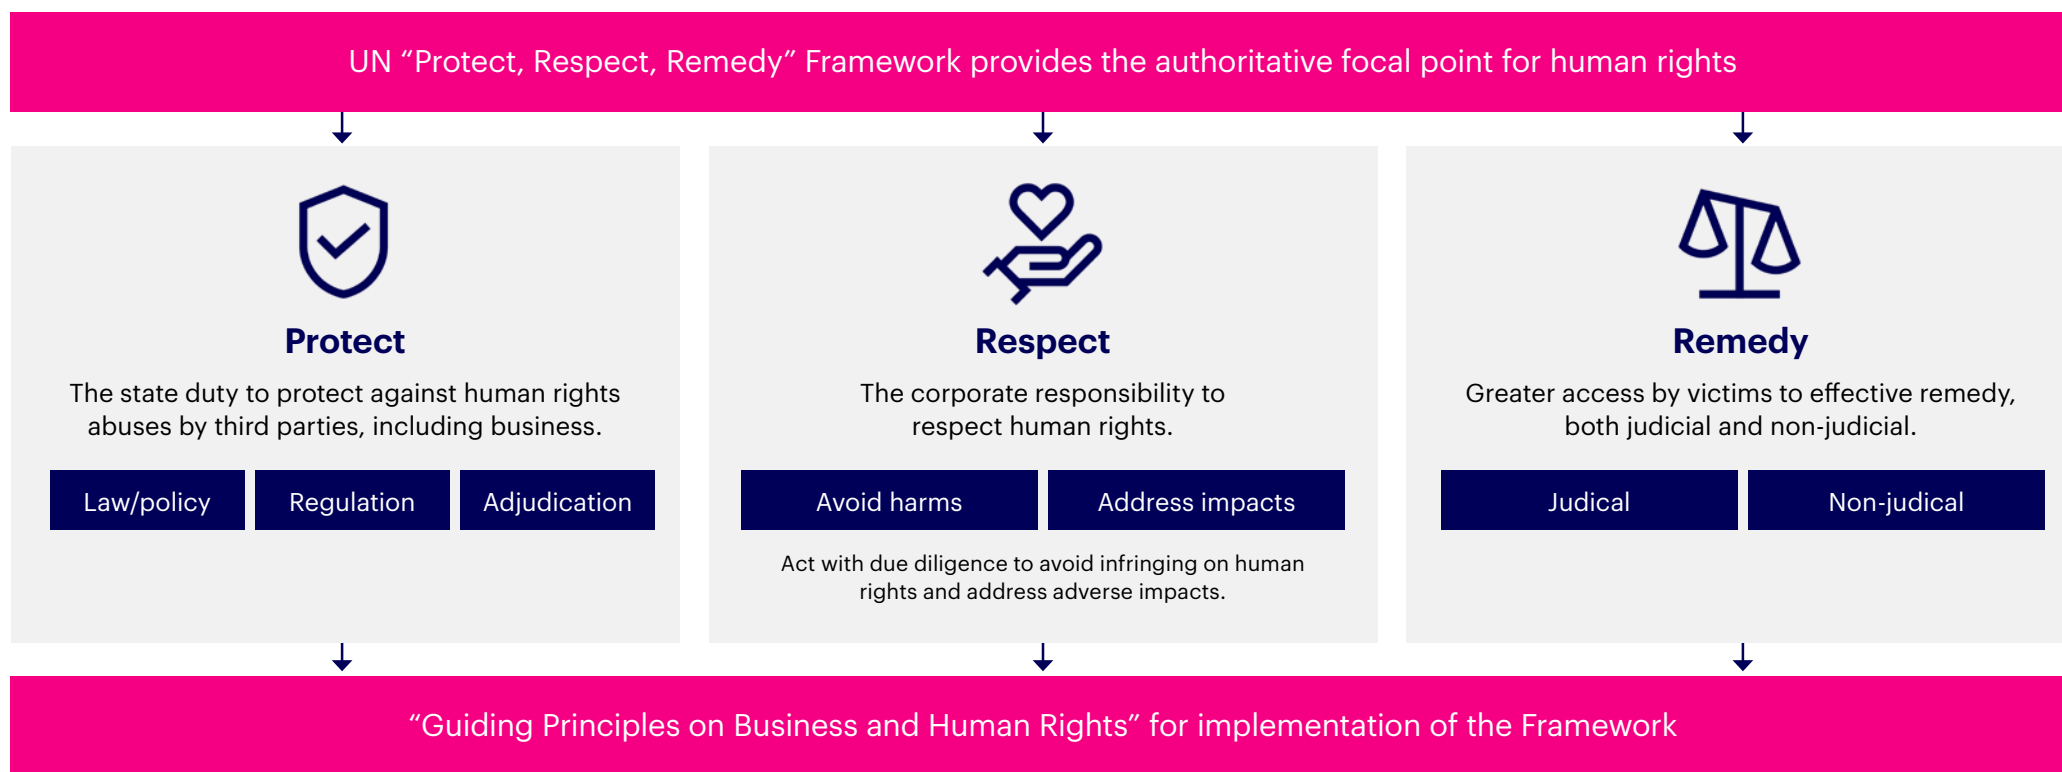 UN “Protect, Respect, Remedy” Framework provides the authoritative focal point for human rights
Protect
The state duty to protect against human rights
abuses by third parties, including business.
Law/policy
Regulation
Adjudication
Respect
The corporate responsibility to
respect human rights.
Avoid harms
Address impacts
Act with due diligence to avoid infringing on human
rights and address adverse impacts.
Remedy
Greater access by victims to effective remedy,
both judicial and non-judicial.
Judical
Non-judical
“Guiding Principles on Business and Human Rights” for implementation of the Framework